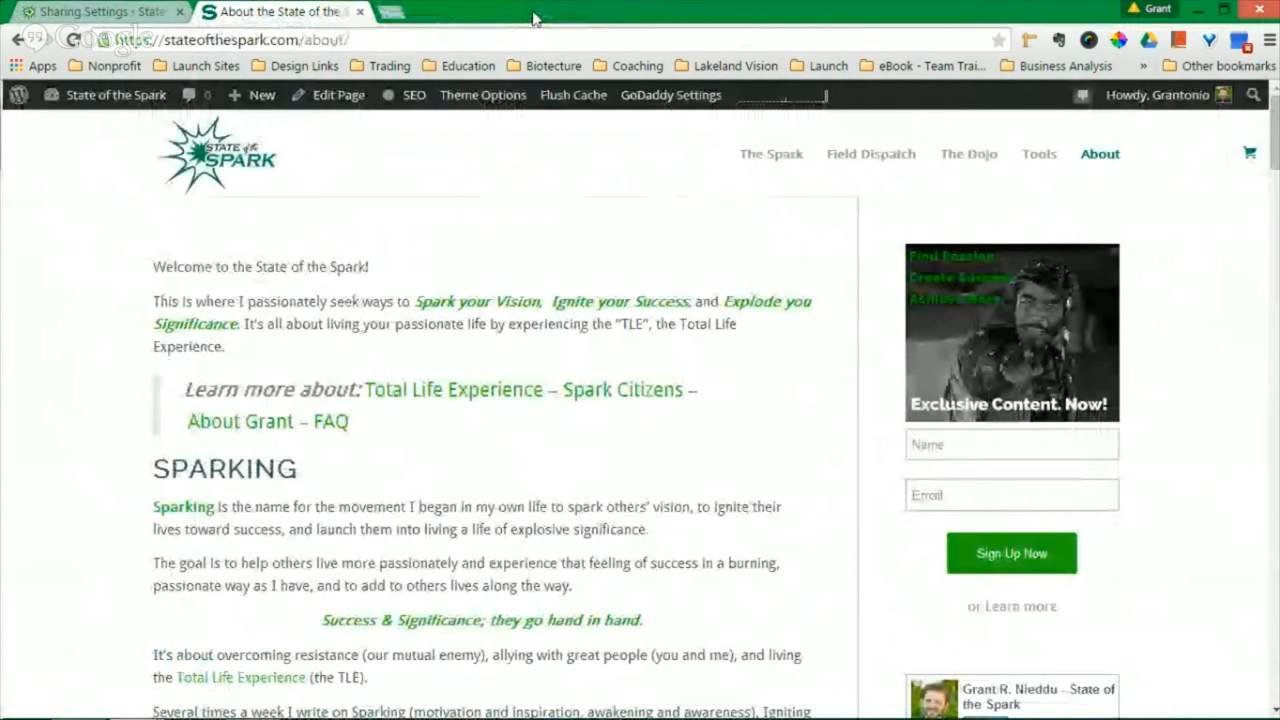 Sharing Settings - State
About the State of the S
Grant
https://stateofthespark.com/about/
Google
Apps Nonprofit Launch Sites Design Links Trading Education Biotecture Coaching Lakeland Vision Launch eBook - Team Trai... Business Analysis » Other bookmarks
State of the Spark 0 New Edit Page SEO Theme Options Flush Cache GoDaddy Settings Howdy, Grantonio
STATE of the
SPARK
The Spark Field Dispatch The Dojo Tools About
Welcome to the State of the Spark!
This is where I passionately seek ways to Spark your Vision, Ignite your Success, and Explode you
Significance. It's all about living your passionate life by experiencing the "TLE", the Total Life
Experience.
Learn more about: Total Life Experience – Spark Citizens –
About Grant – FAQ
SPARKING
Sparking is the name for the movement I began in my own life to spark others' vision, to ignite their
lives toward success, and launch them into living a life of explosive significance.
The goal is to help others live more passionately and experience that feeling of success in a burning,
passionate way as I have, and to add to others lives along the way.
Success & Significance; they go hand in hand.
It's about overcoming resistance (our mutual enemy), allying with great people (you and me), and living
the Total Life Experience (the TLE).
Several times a week I write on Sparking (motivation and inspiration, awakening and awareness), Igniting
Find Passion.
Create Success.
Achieve More.
Exclusive Content. Now!
Name
Email
Sign Up Now
or Learn more
Grant R. Nieddu - State of
the Spark